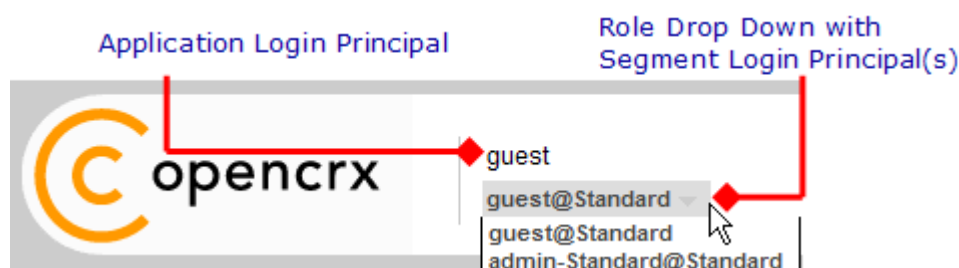 Application Login Principal
Role Drop Down with
Segment Login Principal(s)
opencrx
guest
guest@Standard
guest@Standard
admin-Standard@Standard